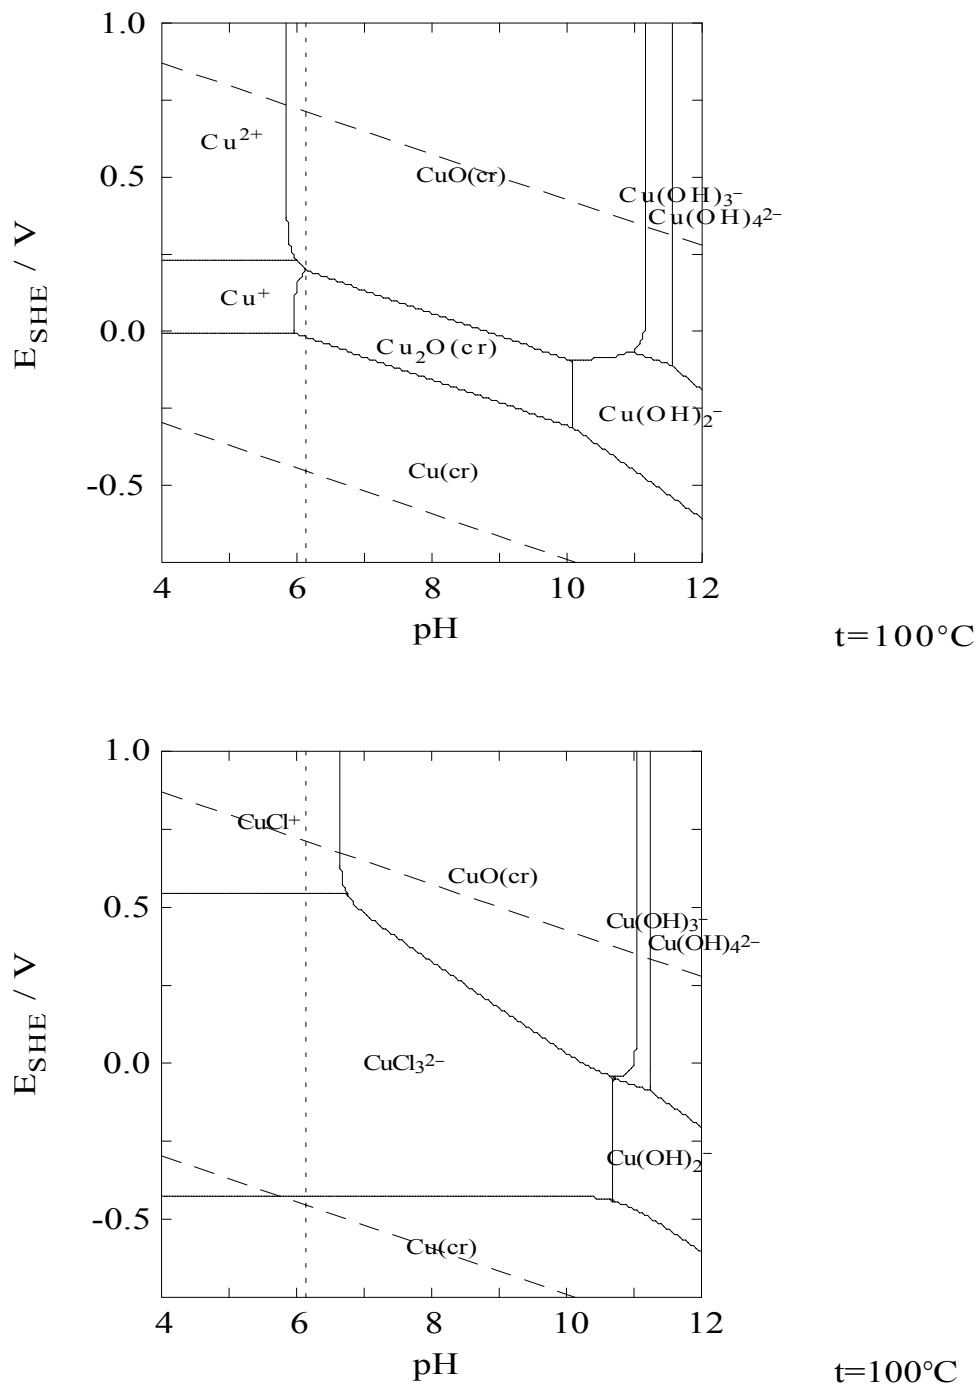 1.0
Cu²⁺
CuO(cr)
0.5
Cu(OH)₃⁻
Cu(OH)₄²⁻
E_SHE / V
Cu⁺
0.0
Cu₂O(cr)
Cu(OH)₂⁻
Cu(cr)
-0.5
4 6 8 10 12
pH
t=100°C
1.0
CuCl⁺
CuO(cr)
0.5
Cu(OH)₃⁻
Cu(OH)₄²⁻
E_SHE / V
0.0
CuCl₃²⁻
Cu(OH)₂⁻
-0.5
Cu(cr)
4 6 8 10 12
pH
t=100°C